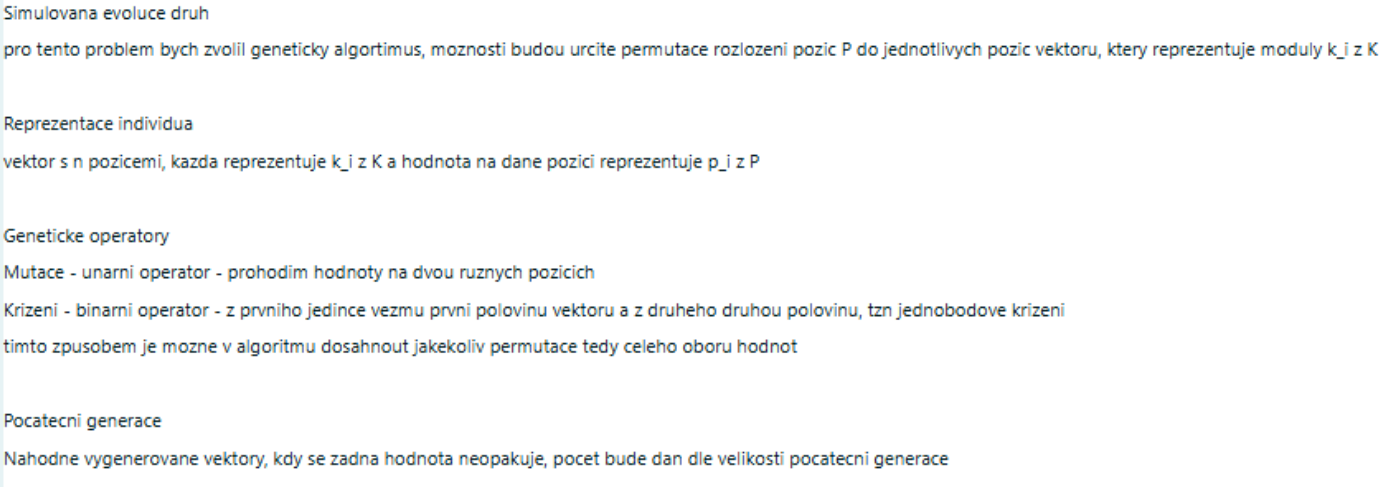 Simulovana evoluce druh
pro tento problem bych zvolil geneticky algortimus, moznosti budou urcite permutace rozlozeni pozic P do jednotlivych pozic vektoru, ktery reprezentuje moduly k_i z K
Reprezentace individua
vektor s n pozicemi, kazda reprezentuje k_i z K a hodnota na dane pozici reprezentuje p_i z P
Geneticke operatory
Mutace - unarni operator - prohodim hodnoty na dvou ruznych pozicich
Krizeni - binarni operator - z prvniho jedince vezmu prvni polovinu vektoru a z druheho druhou polovinu, tzn jednobodove krizeni
timto zpusobem je mozne v algoritmu dosahnout jakekoliv permutace tedy celeho oboru hodnot
Pocatecni generace
Nahodne vygenerovane vektory, kdy se zadna hodnota neopakuje, pocet bude dan dle velikosti pocatecni generace